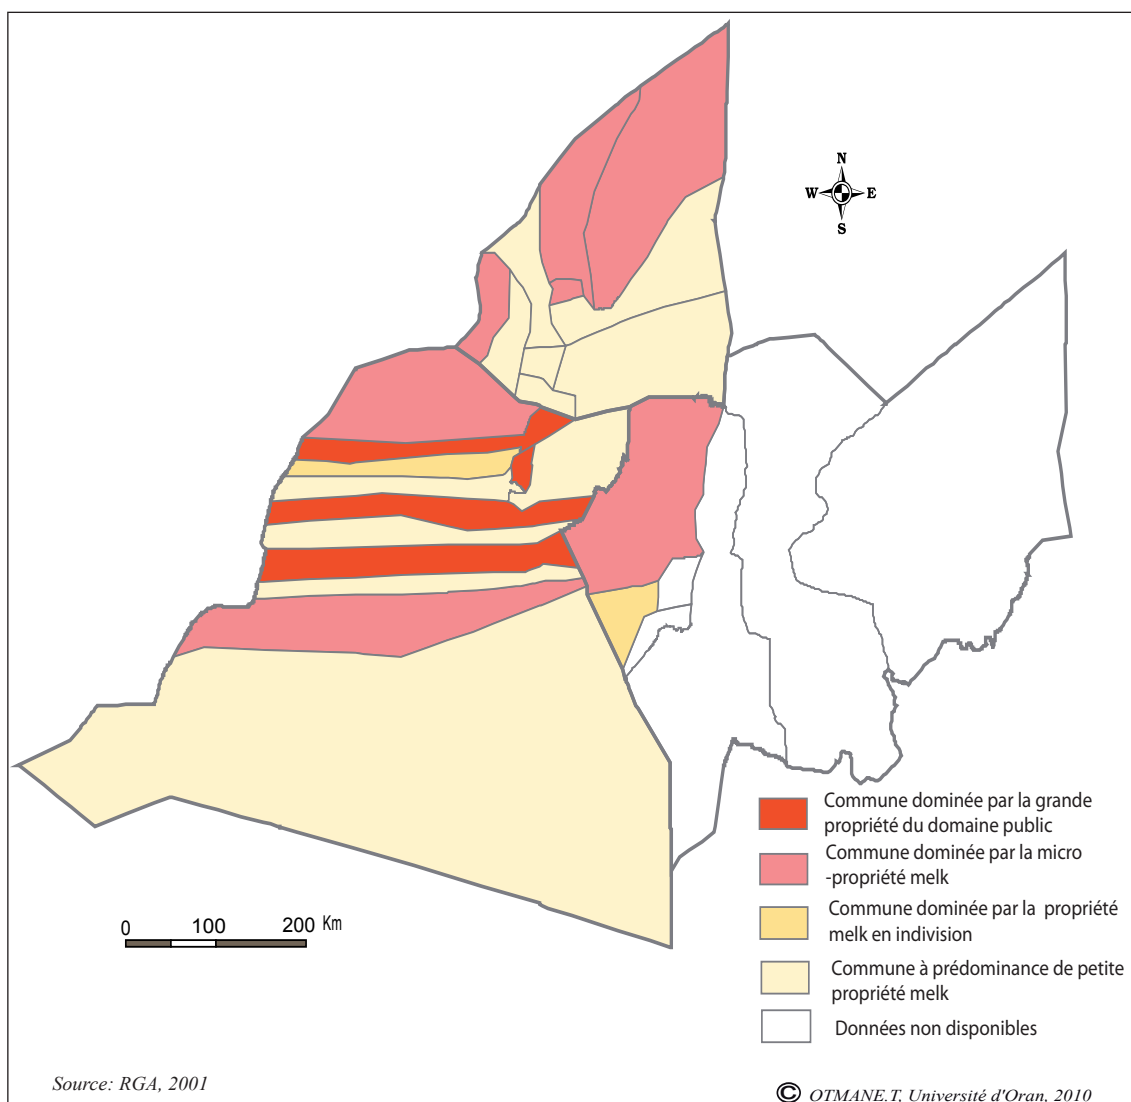 N
W E
S
Commune dominée par la grande
propriété du domaine public
Commune dominée par la micro
-propriété melk
Commune dominée par la propriété
melk en indivision
Commune à prédominance de petite
propriété melk
Données non disponibles
0 100 200 Km
Source: RGA, 2001
© OTMANE.T, Université d'Oran, 2010